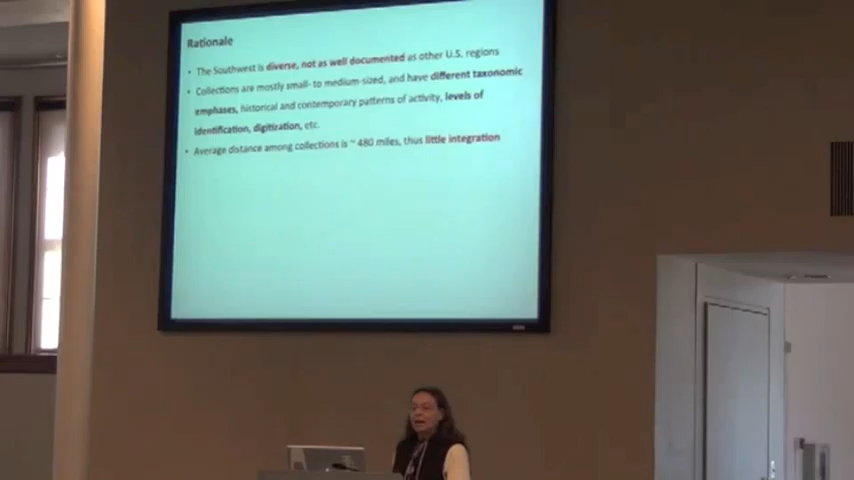 Rationale
• The Southwest is diverse, not as well documented as other U.S. regions
• Collections are mostly small- to medium-sized, and have different taxonomic
emphases, historical and contemporary patterns of activity, levels of
identification, digitization, etc.
• Average distance among collections is ~ 480 miles, thus little integration